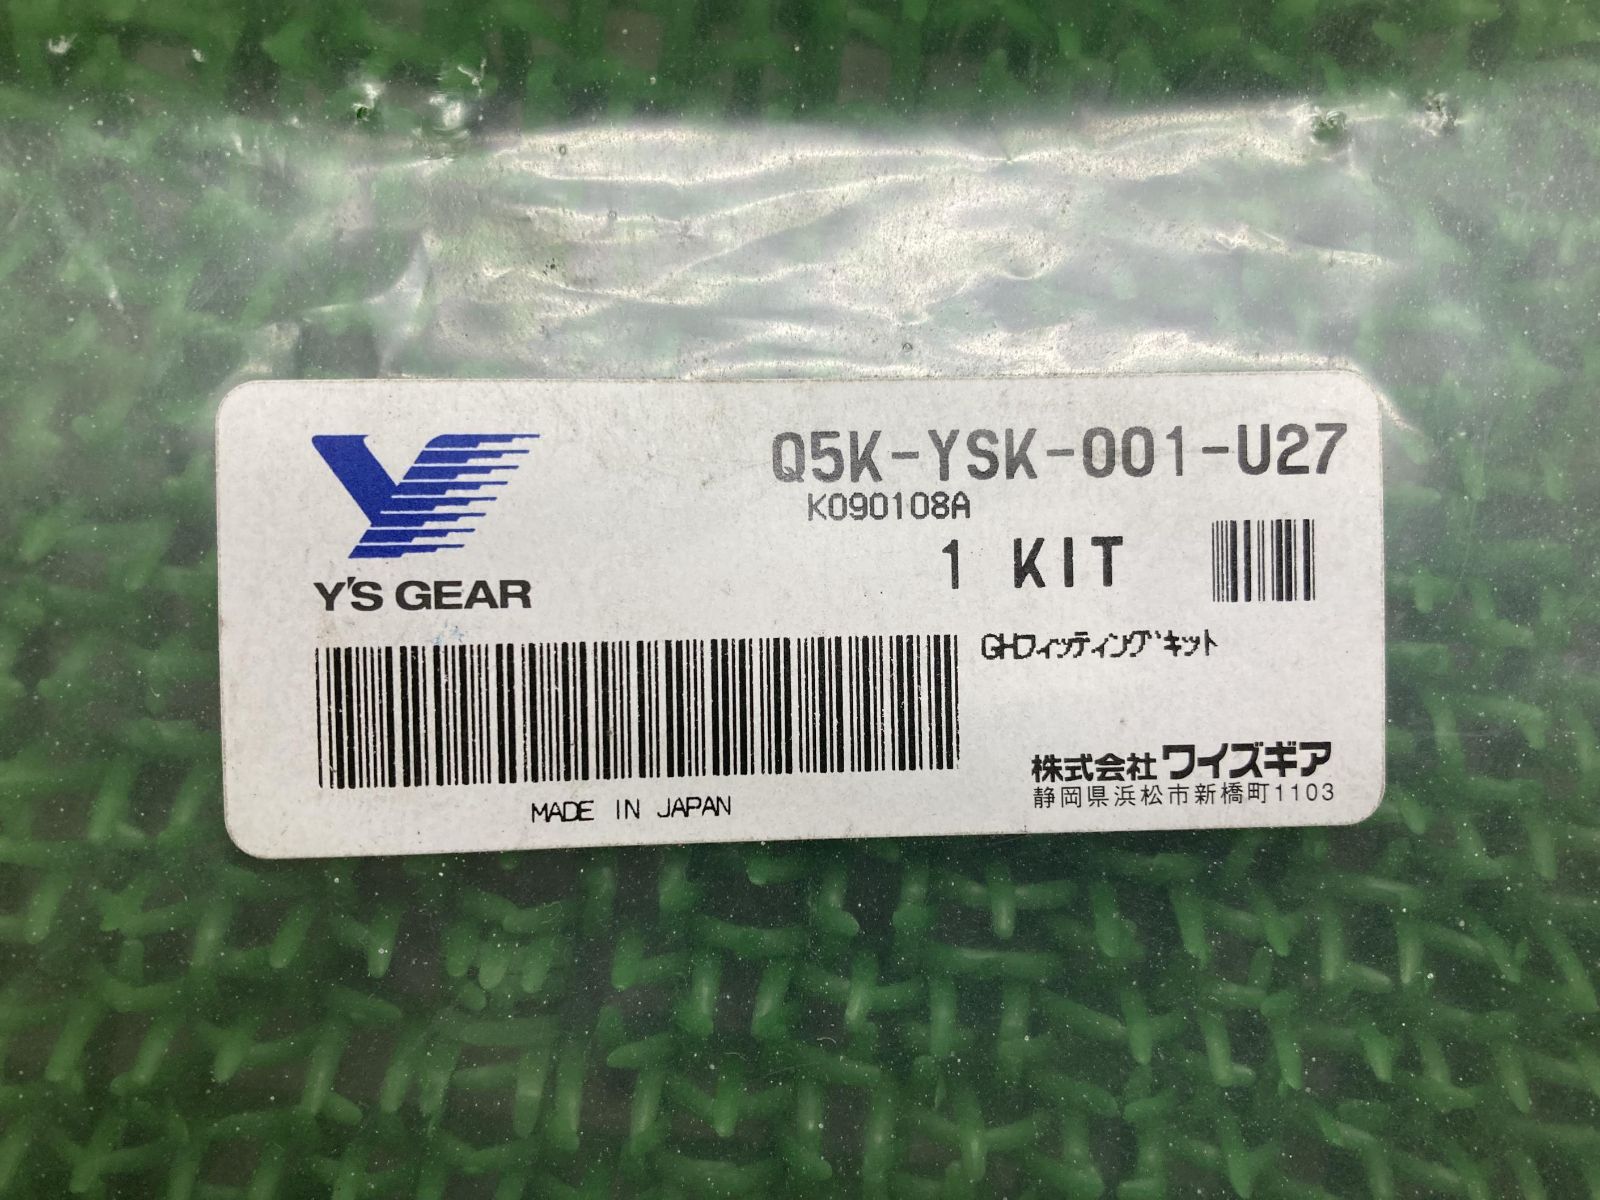 Y'S GEAR
Q5K-YSK-001-U27
K090108A
1 KIT
GHフィッティング゛キット
MADE IN JAPAN
株式会社ワイズギア
静岡県浜松市新橋町1103